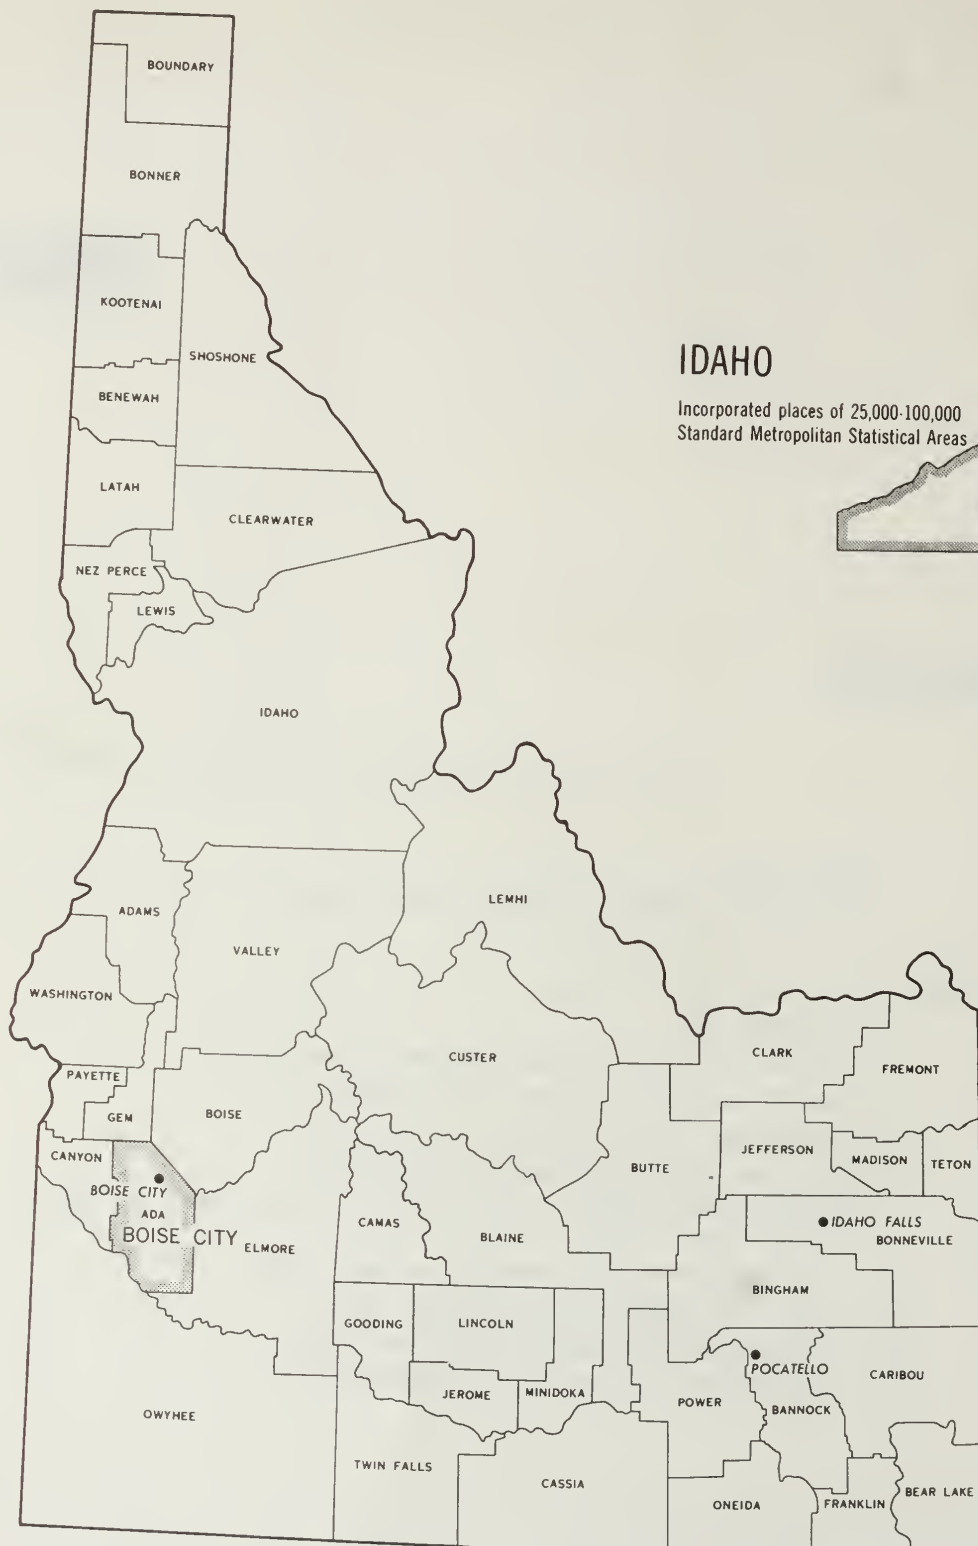 BOUNDARY
BONNER
KOOTENAI
SHOSHONE
IDAHO
Incorporated places of 25,000-100,000
Standard Metropolitan Statistical Areas
BENEWAH
LATAH
CLEARWATER
NEZ PERCE
LEWIS
IDAHO
LEMHI
ADAMS
VALLEY
WASHINGTON
CUSTER
CLARK
FREMONT
PAYETTE
GEM
BOISE
CANYON
BUTTE
JEFFERSON
MADISON
TETON
BOISE CITY
ADA
BOISE CITY
ELMORE
CAMAS
BLAINE
IDAHO FALLS
BONNEVILLE
BINGHAM
GOODING
LINCOLN
POCATELLO
CARIBOU
JEROME
MINIDOKA
POWER
BANNOCK
OWYHEE
TWIN FALLS
CASSIA
ONEIDA
FRANKLIN
BEAR LAKE